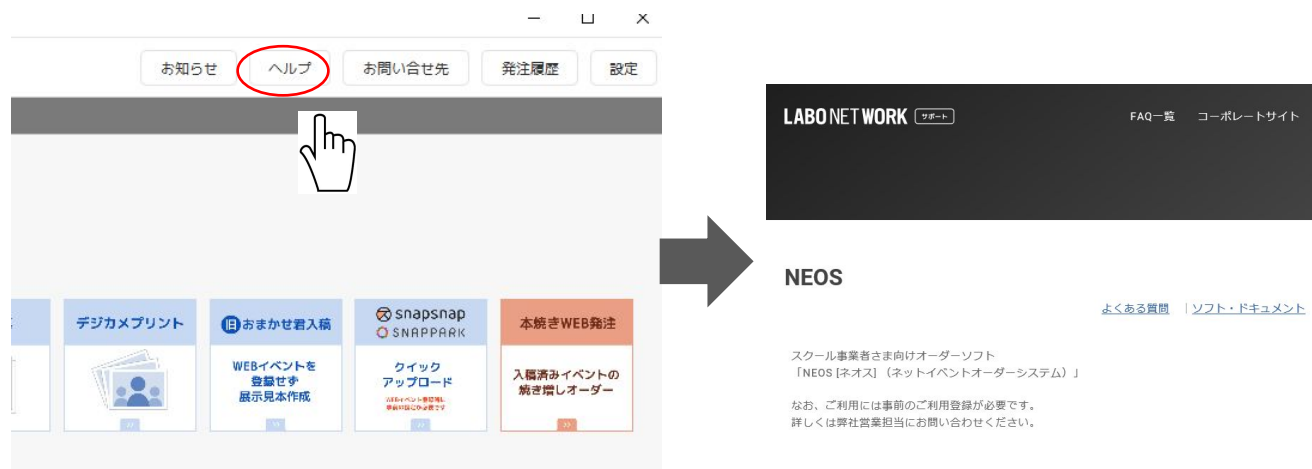 お知らせ
ヘルプ
お問い合せ先
発注履歴
設定
デジカメプリント
旧おまかせ君入稿
WEBイベントを
登録せず
展示見本作成
snapsnap
SNAPPARK
クイック
アップロード
本焼きWEB発注
入稿済みイベントの
焼き増しオーダー
LABONETWORK サポート
FAQ一覧 コーポレートサイト
NEOS
よくある質問 | ソフト・ドキュメント
スクール事業者さま向けオーダーソフト
「NEOS [ネオス] （ネットイベントオーダーシステム）」
なお、ご利用には事前のご利用登録が必要です。
詳しくは弊社営業担当にお問い合わせください。